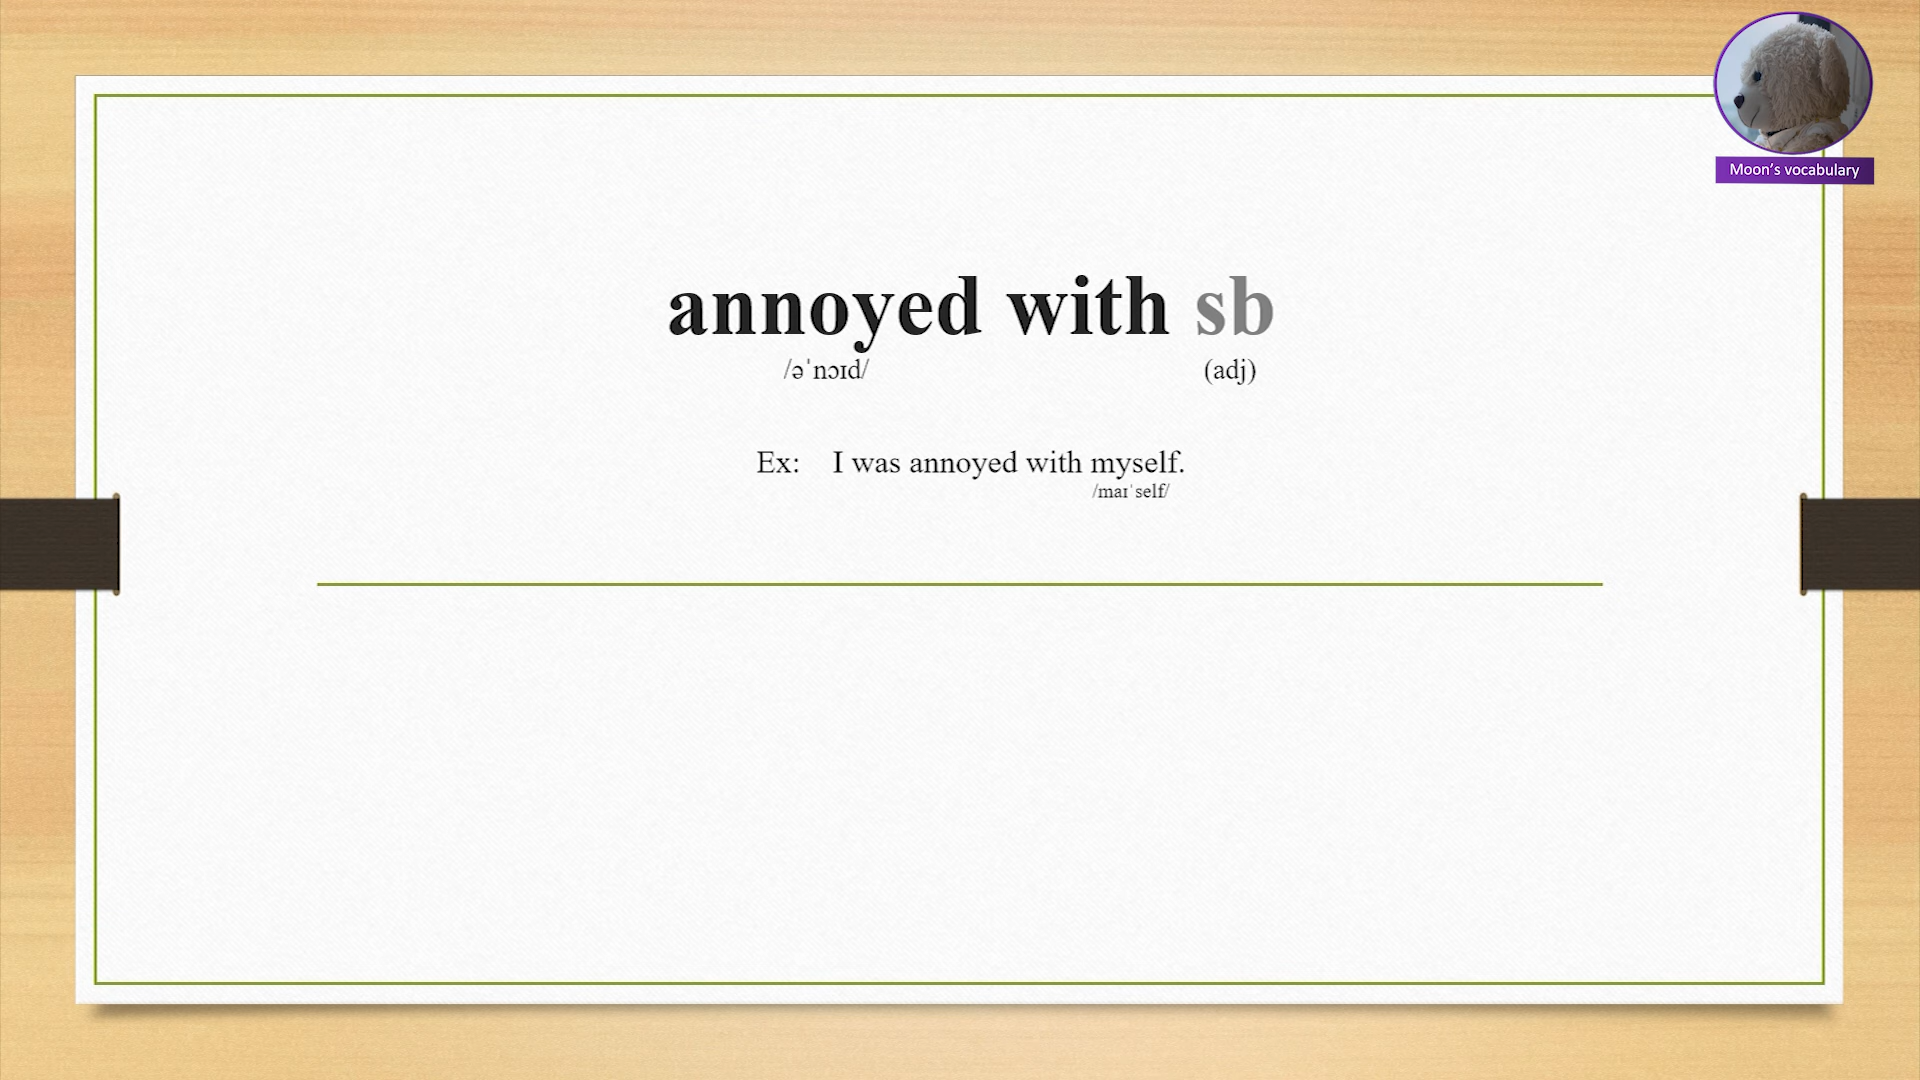 Moon's vocabulary
annoyed with sb
/əˈnɔɪd/ (adj)
Ex: I was annoyed with myself.
/maɪˈself/